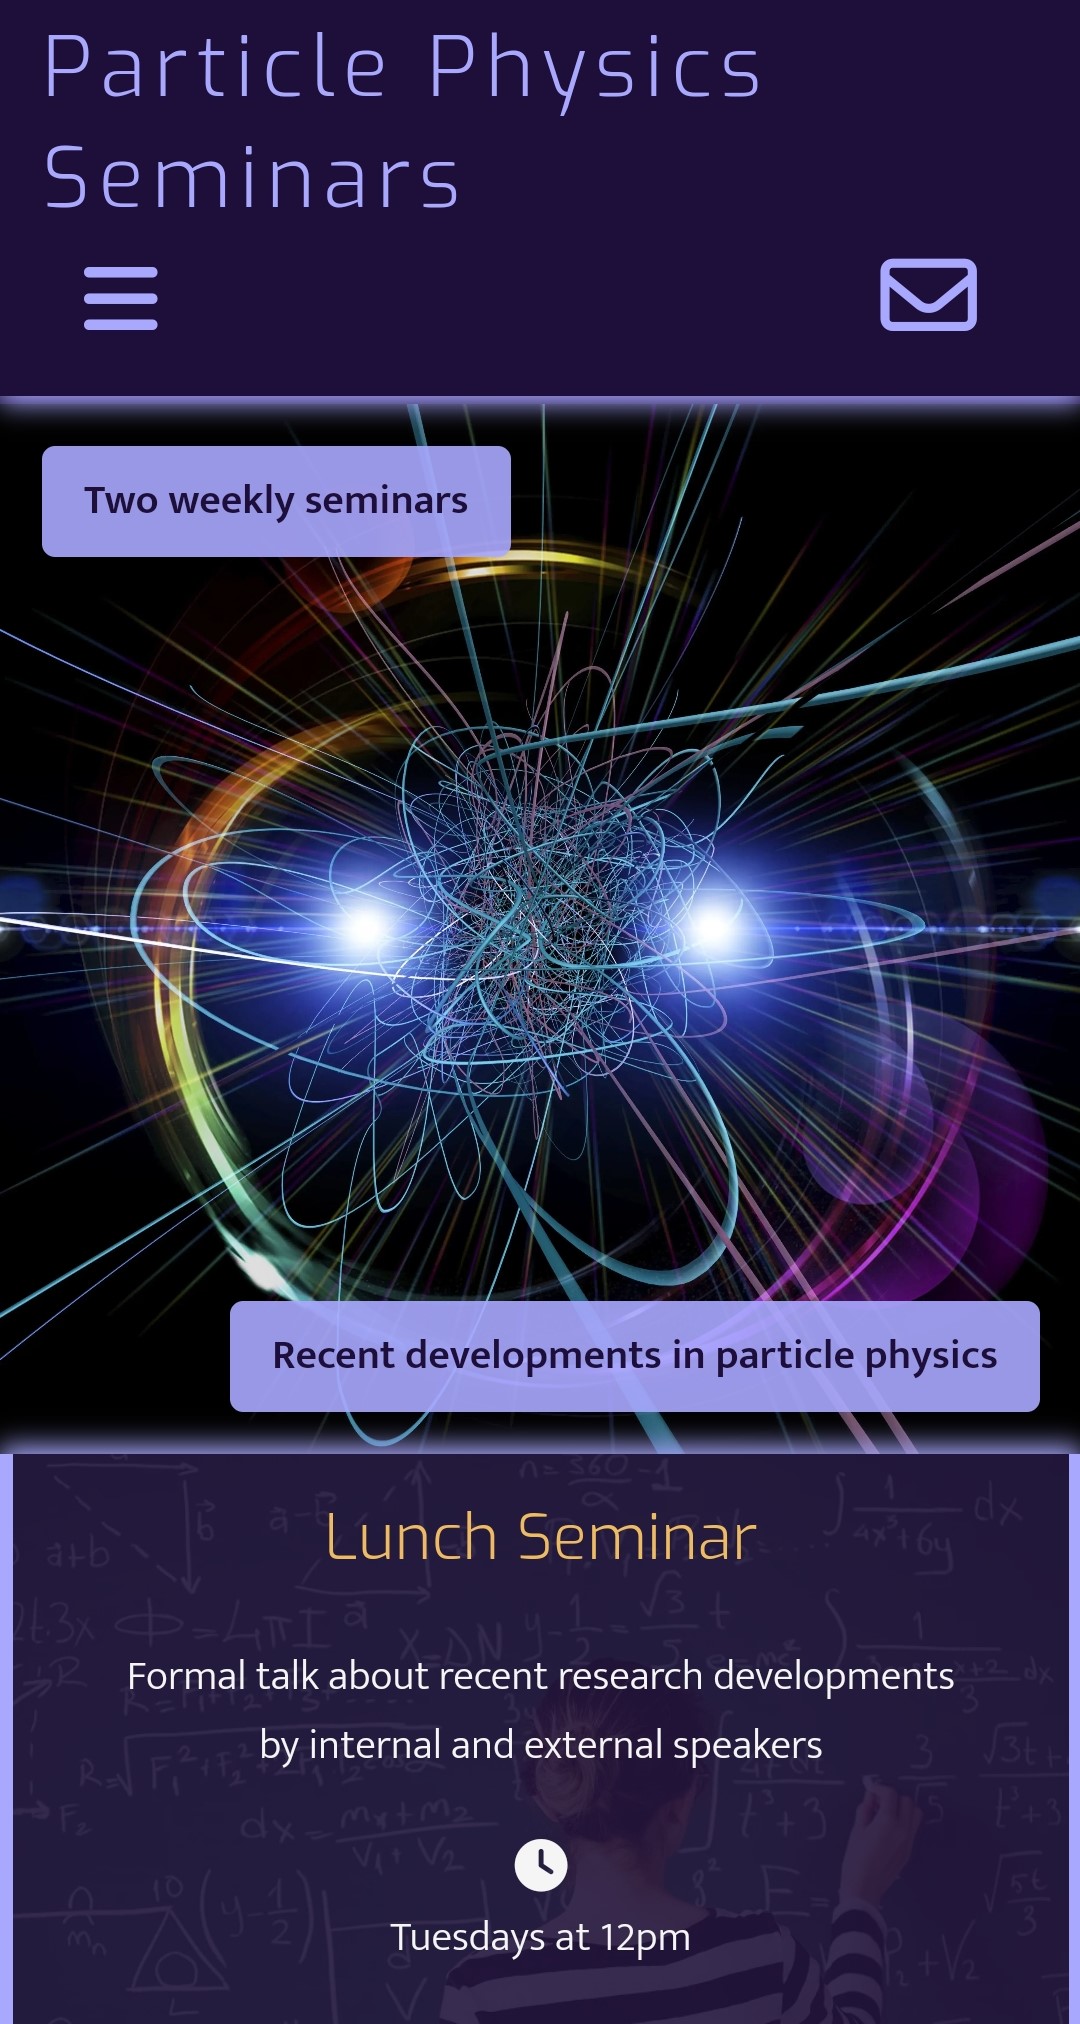 Particle Physics
Seminars
Two weekly seminars
Recent developments in particle physics
Lunch Seminar
Formal talk about recent research developments
by internal and external speakers
Tuesdays at 12pm